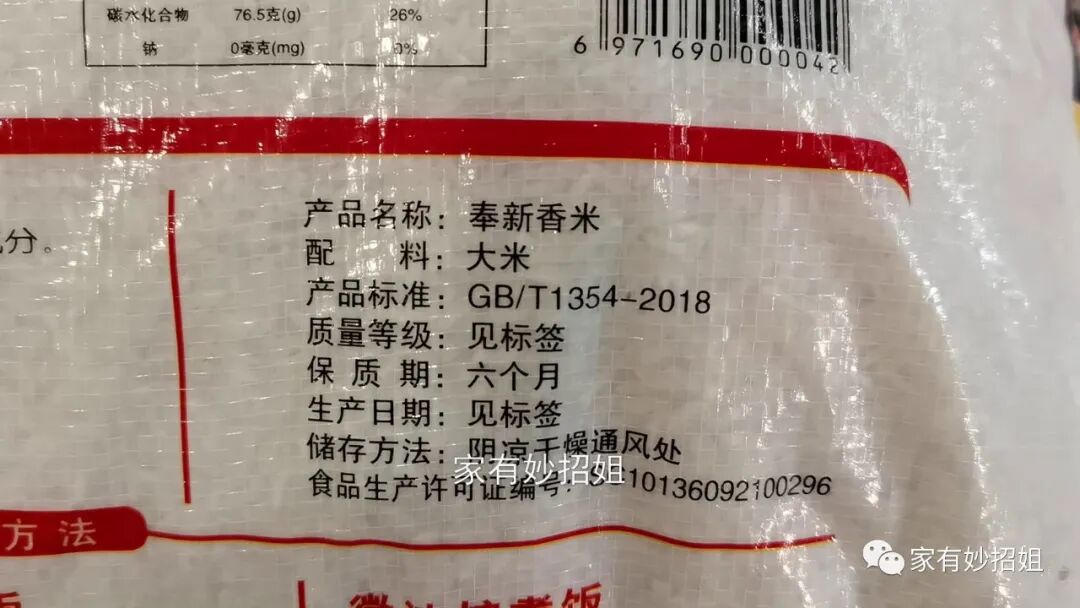 碳水化合物 76.5克(g) 26%
钠 0毫克(mg) 0%
6 971690 000042
分。
产品名称：奉新香米
配 料：大米
产品标准：GB/T1354-2018
质量等级：见标签
保 质 期：六个月
生产日期：见标签
储存方法：阴凉干燥通风处
家有妙招姐
食品生产许可证编号：10136092100296
方法
家有妙招姐
煮饭